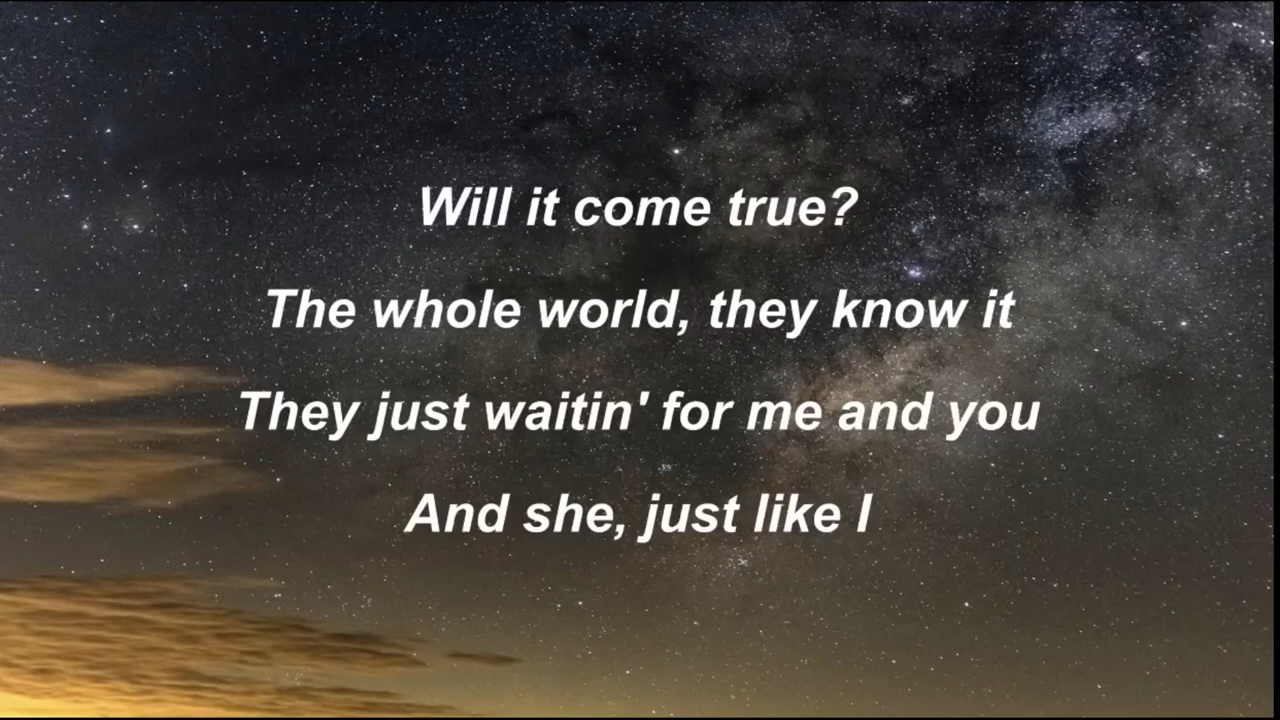 Will it come true?
The whole world, they know it
They just waitin' for me and you
And she, just like I